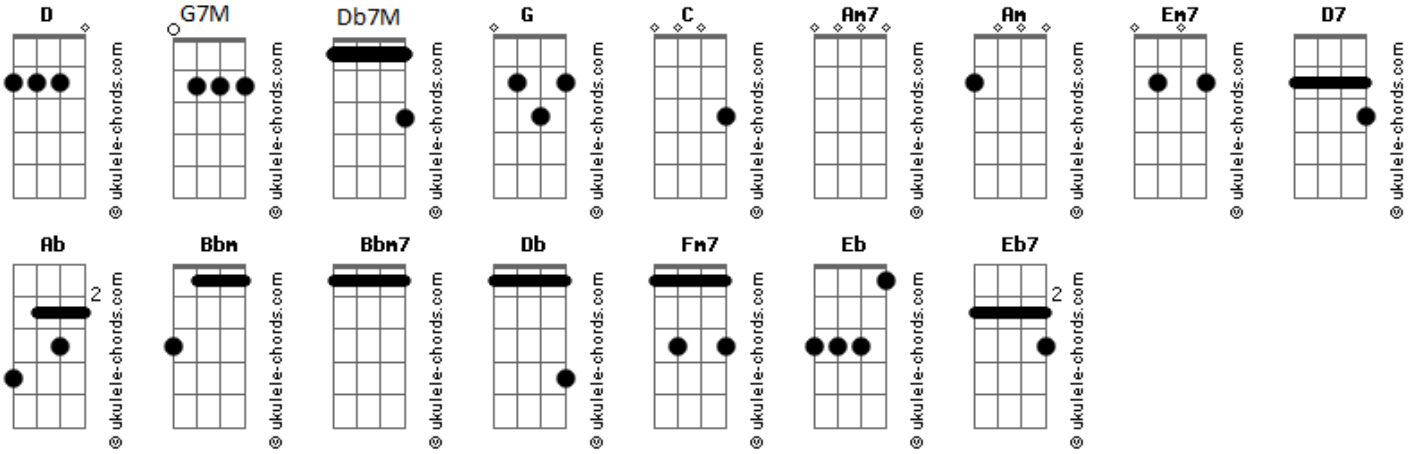 D G7M Db7M G C Am7 Am Em7 D7
© ukulele-chords.com © ukulele-chords.com © ukulele-chords.com © ukulele-chords.com © ukulele-chords.com © ukulele-chords.com © ukulele-chords.com © ukulele-chords.com © ukulele-chords.com
Ab Bbm Bbm7 Db Fm7 Eb Eb7
2 2
© ukulele-chords.com © ukulele-chords.com © ukulele-chords.com © ukulele-chords.com © ukulele-chords.com © ukulele-chords.com © ukulele-chords.com